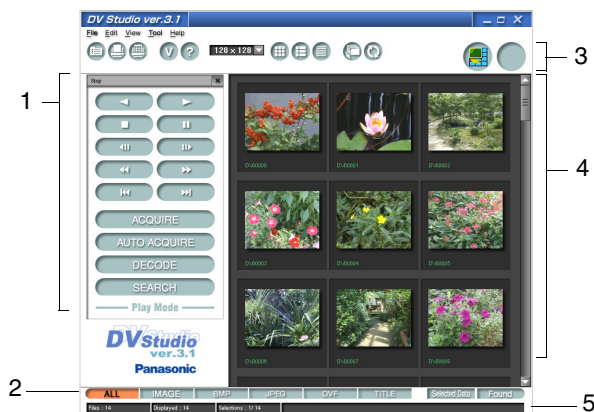 DV Studio ver.3.1
File Edit View Tool Help
V ? 128 x 128
3
1
Stop
4
ACQUIRE
AUTO ACQUIRE
DECODE
SEARCH
Play Mode
DVStudio
ver.3.1
Panasonic
DV00000 DV00001 DV00002
DV00003 DV00004 DV00005
DV00006 DV00007 DV00008
2
ALL IMAGE BMP JPEG DVF TITLE Selected Data Found
Files : 14 Displayed : 14 Selections : 1/ 14
5